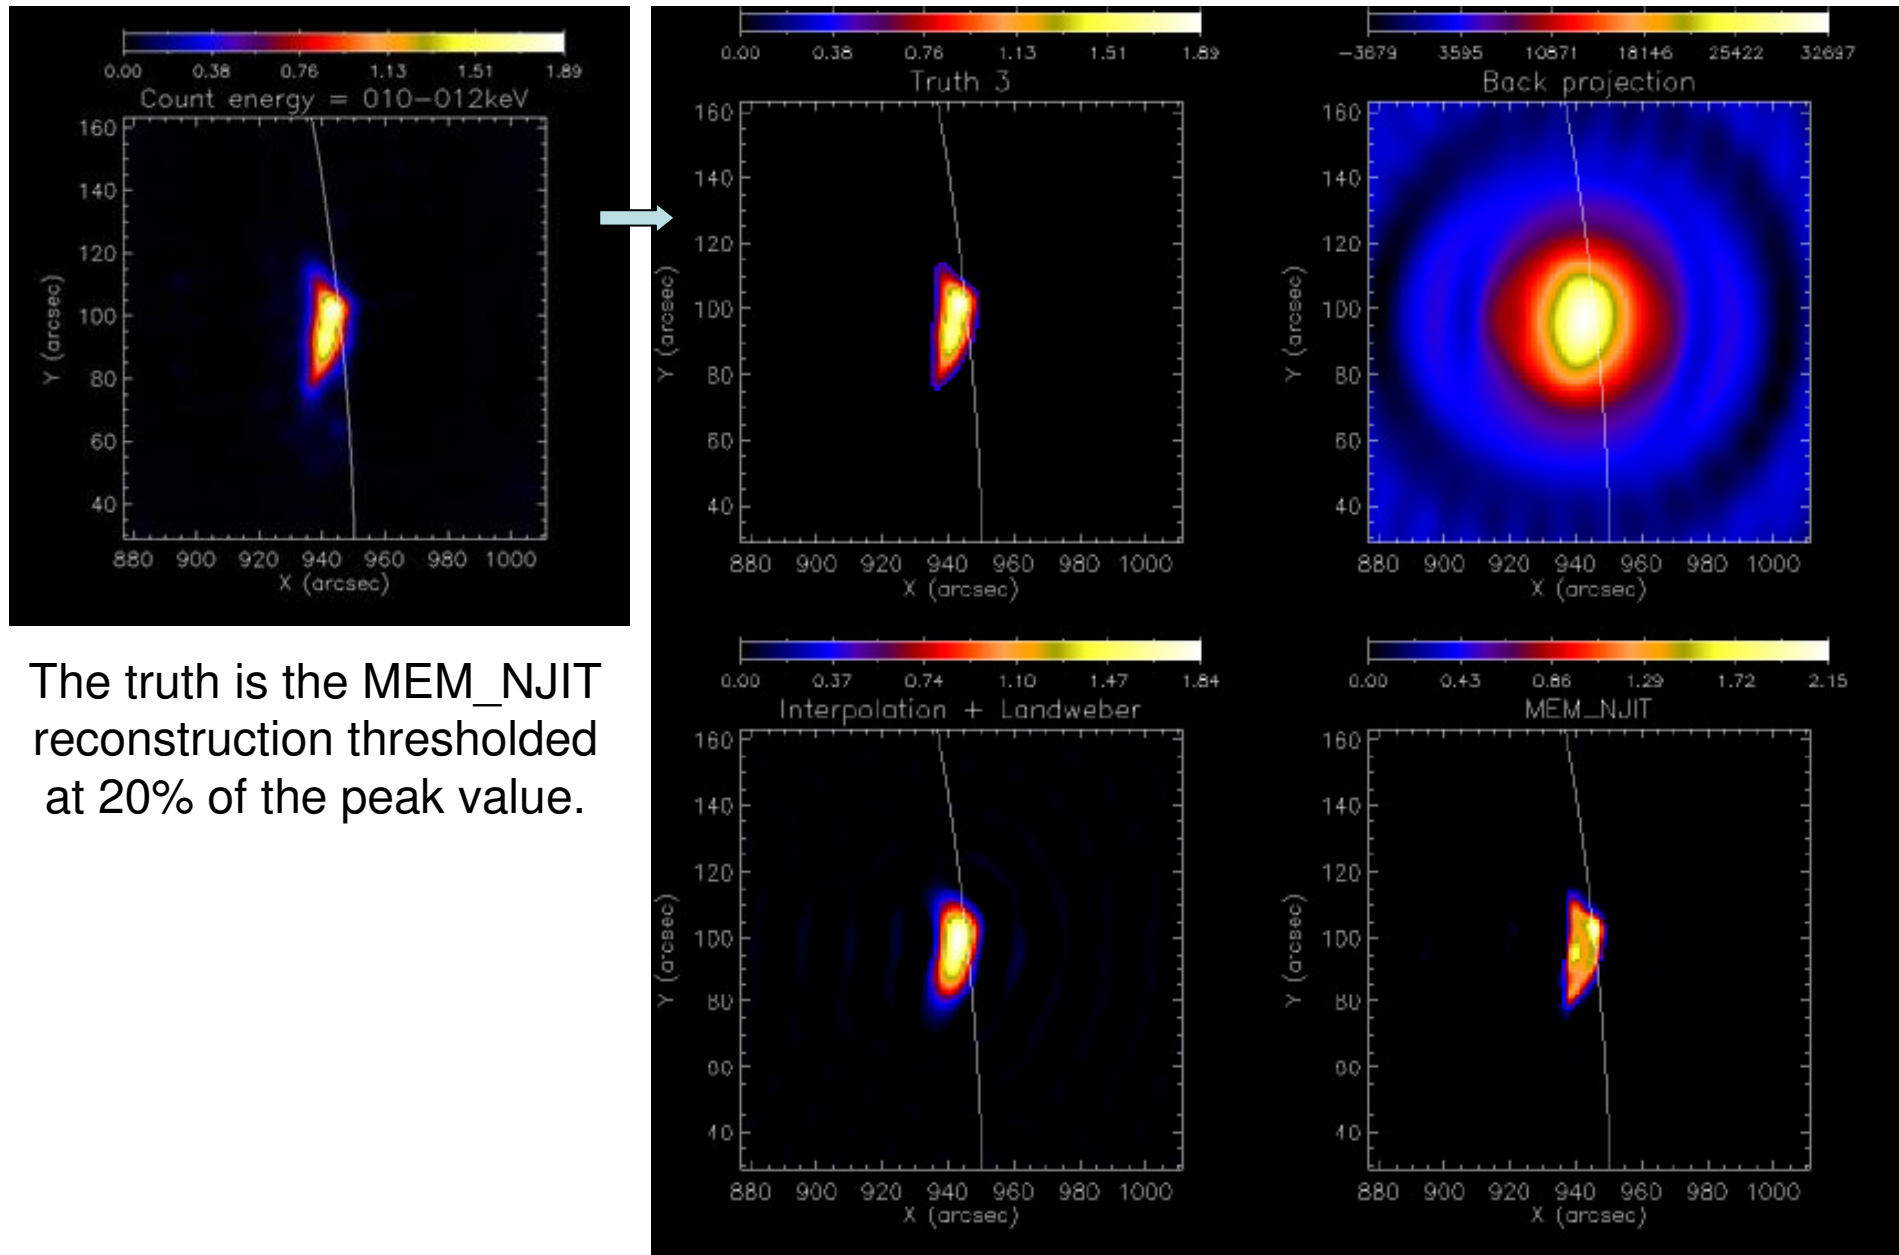 0.00 0.38 0.76 1.13 1.51 1.89
Count energy = 010-012keV
160
140
120
100
80
60
40
Y (arcsec)
880 900 920 940 960 980 1000
X (arcsec)
The truth is the MEM_NJIT
reconstruction thresholded
at 20% of the peak value.
0.00 0.38 0.76 1.13 1.51 1.89
Truth 3
160
140
120
100
80
60
40
Y (arcsec)
880 900 920 940 960 980 1000
X (arcsec)
-3679 3595 10871 18146 25422 32697
Back projection
160
140
120
100
80
60
40
Y (arcsec)
880 900 920 940 960 980 1000
X (arcsec)
0.00 0.37 0.74 1.10 1.47 1.84
Interpolation + Landweber
160
140
120
100
80
60
40
Y (arcsec)
880 900 920 940 960 980 1000
X (arcsec)
0.00 0.43 0.86 1.29 1.72 2.15
MEM_NJIT
160
140
120
100
80
60
40
Y (arcsec)
880 900 920 940 960 980 1000
X (arcsec)